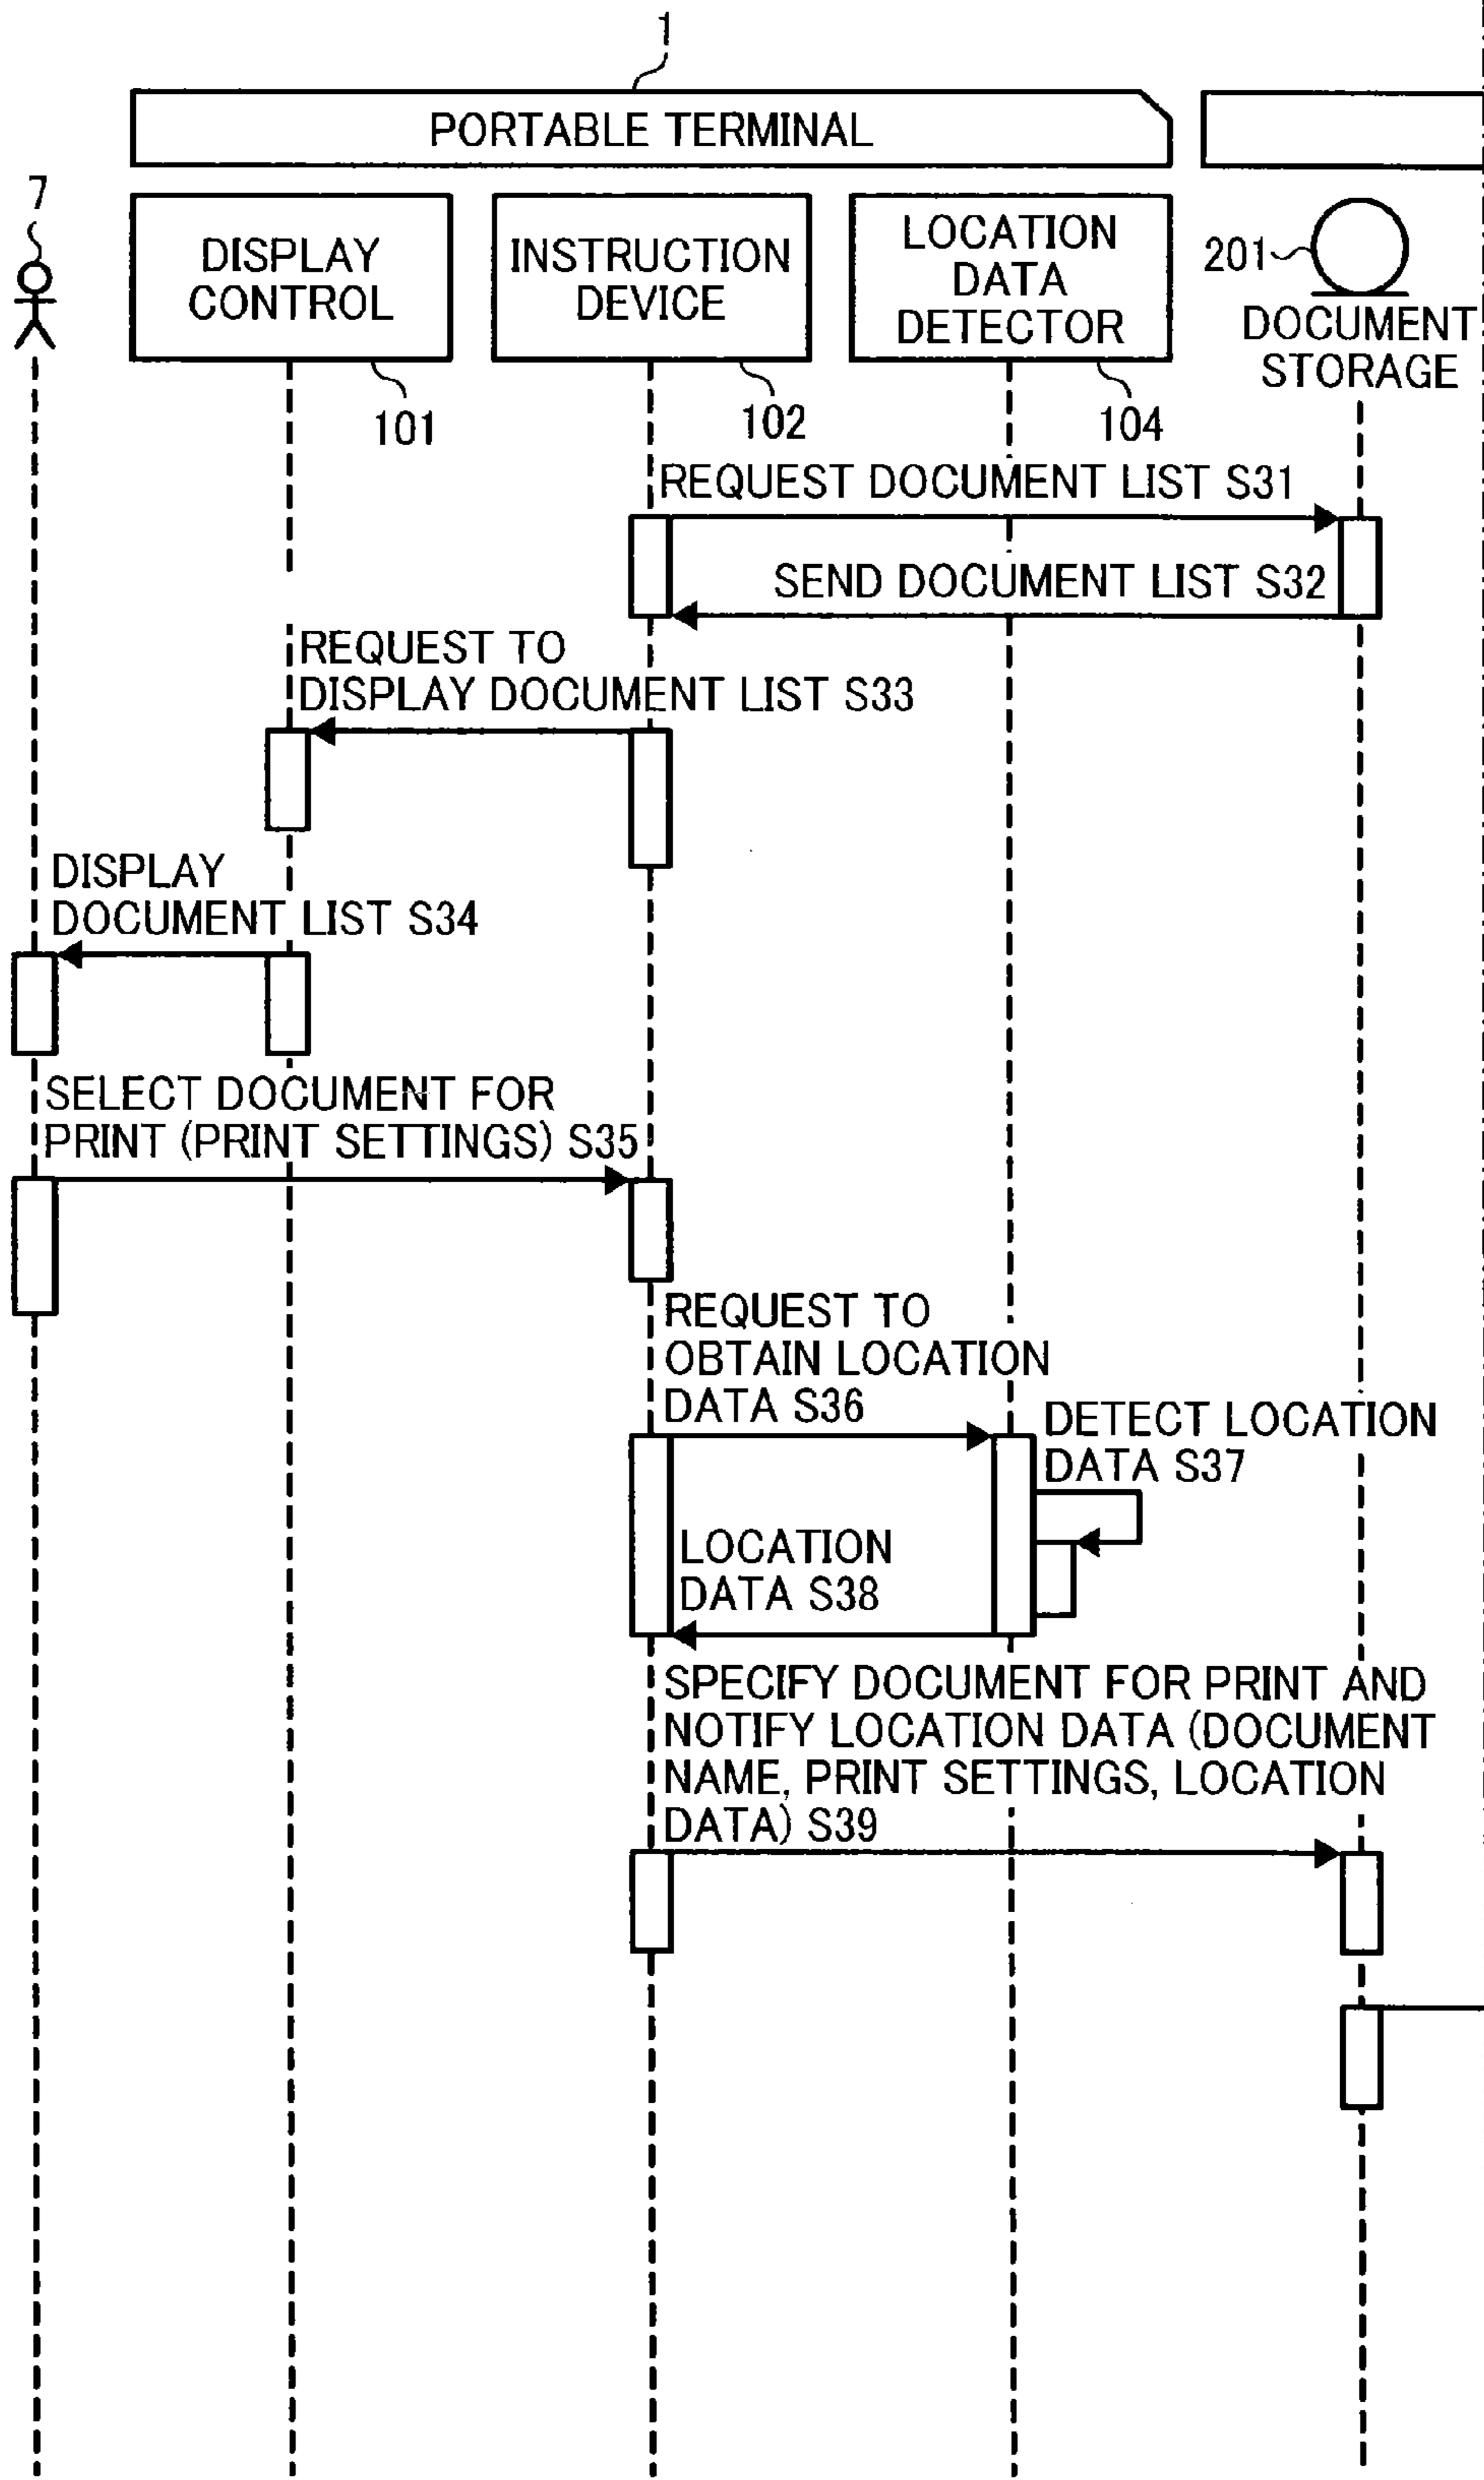 1
PORTABLE TERMINAL
7
DISPLAY
CONTROL
INSTRUCTION
DEVICE
LOCATION
DATA
DETECTOR
201
DOCUMENT
STORAGE
101
102
104
REQUEST DOCUMENT LIST S31
SEND DOCUMENT LIST S32
REQUEST TO
DISPLAY DOCUMENT LIST S33
DISPLAY
DOCUMENT LIST S34
SELECT DOCUMENT FOR
PRINT (PRINT SETTINGS) S35
REQUEST TO
OBTAIN LOCATION
DATA S36
DETECT LOCATION
DATA S37
LOCATION
DATA S38
SPECIFY DOCUMENT FOR PRINT AND
NOTIFY LOCATION DATA (DOCUMENT
NAME, PRINT SETTINGS, LOCATION
DATA) S39